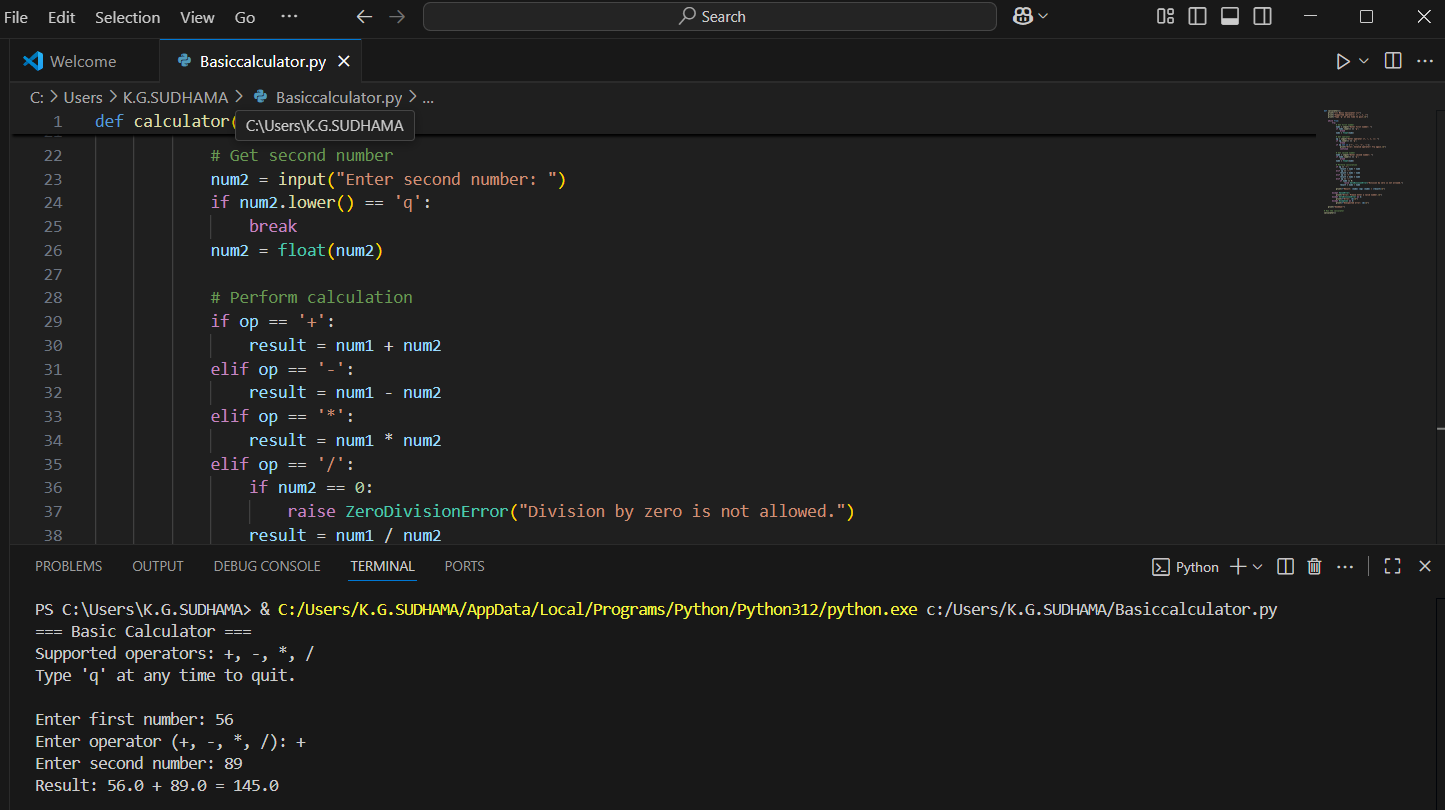 File Edit Selection View Go ··· Search
Welcome Basiccalculator.py
C: > Users > K.G.SUDHAMA > Basiccalculator.py > ...
1 def calculator(
C:\Users\K.G.SUDHAMA
22 # Get second number
23 num2 = input("Enter second number: ")
24 if num2.lower() == 'q':
25 break
26 num2 = float(num2)
27
28 # Perform calculation
29 if op == '+':
30 result = num1 + num2
31 elif op == '-':
32 result = num1 - num2
33 elif op == '*':
34 result = num1 * num2
35 elif op == '/':
36 if num2 == 0:
37 raise ZeroDivisionError("Division by zero is not allowed.")
38 result = num1 / num2
PROBLEMS OUTPUT DEBUG CONSOLE TERMINAL PORTS Python
PS C:\Users\K.G.SUDHAMA> & C:/Users/K.G.SUDHAMA/AppData/Local/Programs/Python/Python312/python.exe c:/Users/K.G.SUDHAMA/Basiccalculator.py
=== Basic Calculator ===
Supported operators: +, -, *, /
Type 'q' at any time to quit.
Enter first number: 56
Enter operator (+, -, *, /): +
Enter second number: 89
Result: 56.0 + 89.0 = 145.0